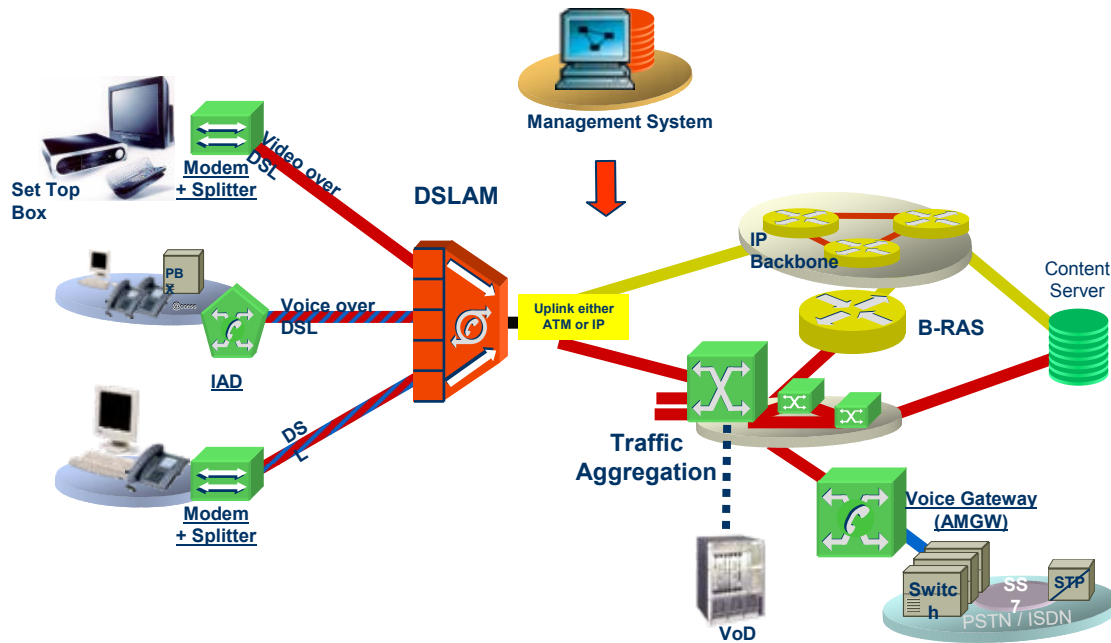 Management System
Set Top
Box
Modem
+ Splitter
Video over
DSL
DSLAM
PB
x
@ccess
Voice over
DSL
IAD
DS
L
Modem
+ Splitter
Uplink either
ATM or IP
IP
Backbone
B-RAS
Content
Server
Traffic
Aggregation
VoD
Voice Gateway
(AMGW)
Switc
h
SS
7
STP
PSTN / ISDN